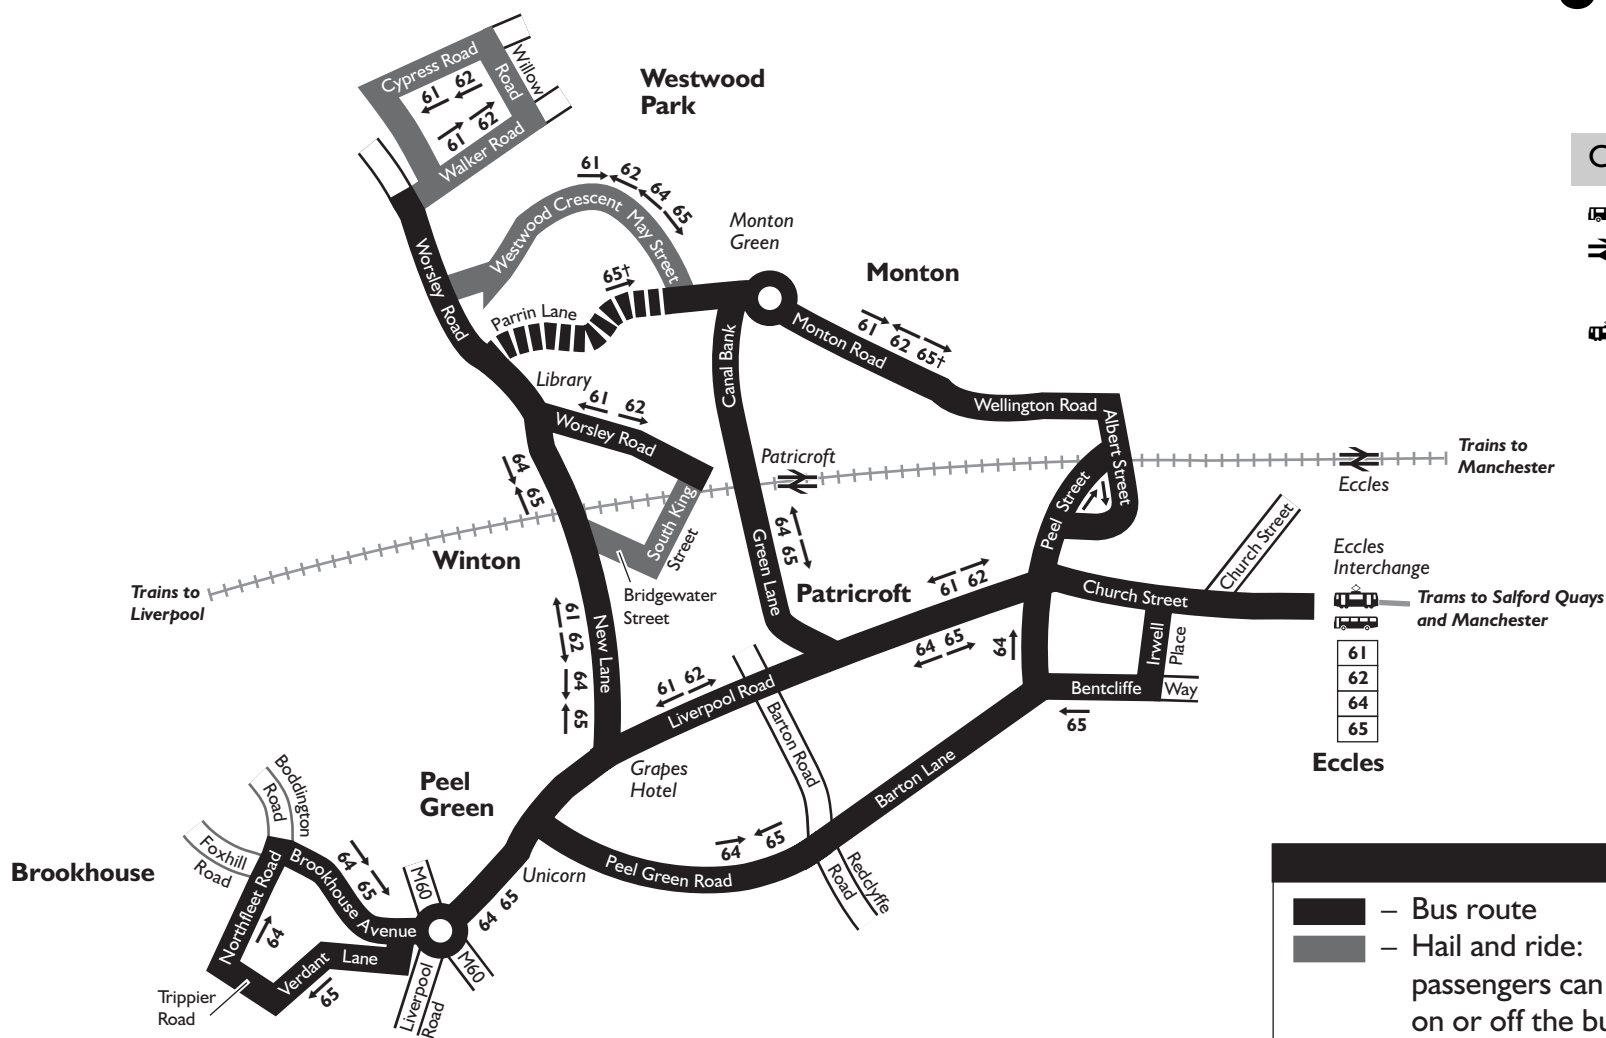 Cypress Road
Willow
Road
61 62
61 62
Walker Road
Westwood
Park
61 62 64 65
Westwood Crescent May Street
Monton
Green
Monton
Worsley Road
65†
Parrin Lane
61 62 65†
Monton Road
Canal Bank
Library
61 62
Worsley Road
Wellington Road
Albert Street
Patricroft
Trains to
Manchester
Eccles
64
65
Peel Street
South King
Street
Green Lane
64 65
Church Street
Winton
Trains to
Liverpool
Bridgewater
Street
Patricroft
61 62
Church Street
Eccles
Interchange
Trams to Salford Quays
and Manchester
61 62
64
65
New Lane
64 65
64
Irwell
Place
61
62
64
65
Eccles
61 62
Liverpool Road
Bentcliffe Way
65
Barton Road
Grapes
Hotel
Barton Lane
Peel
Green
Boddington
Road
Foxhill
Road
Brookhouse
64 65
Brookhouse Avenue
M60
Unicorn
64 65
Peel Green Road
Redclyffe
Road
Northfleet Road
64
64 65
Verdant Lane
65
Trippier
Road
Liverpool
Road
M60
– Bus route
– Hail and ride:
passengers can
on or off the bu